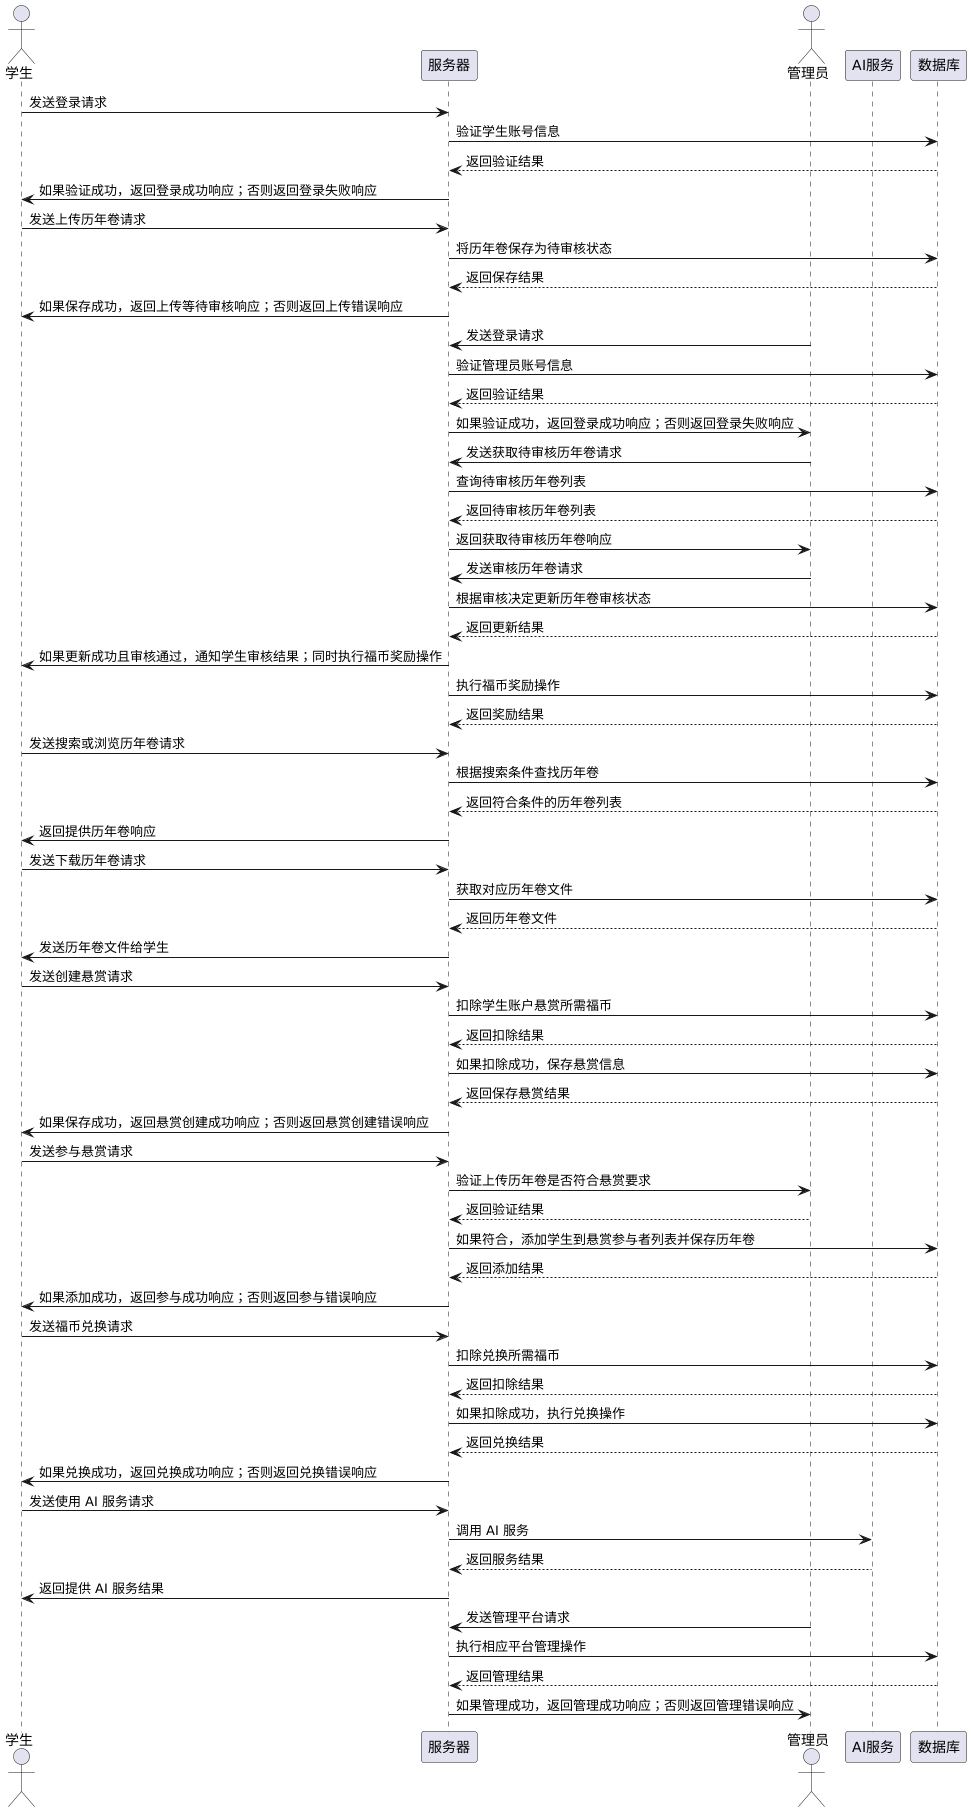 学生
服务器
管理员
AI服务
数据库
发送登录请求
验证学生账号信息
返回验证结果
如果验证成功，返回登录成功响应；否则返回登录失败响应
发送上传历年卷请求
将历年卷保存为待审核状态
返回保存结果
如果保存成功，返回上传等待审核响应；否则返回上传错误响应
发送登录请求
验证管理员账号信息
返回验证结果
如果验证成功，返回登录成功响应；否则返回登录失败响应
发送获取待审核历年卷请求
查询待审核历年卷列表
返回待审核历年卷列表
返回获取待审核历年卷响应
发送审核历年卷请求
根据审核决定更新历年卷审核状态
返回更新结果
如果更新成功且审核通过，通知学生审核结果；同时执行福币奖励操作
执行福币奖励操作
返回奖励结果
发送搜索或浏览历年卷请求
根据搜索条件查找历年卷
返回符合条件的历年卷列表
返回提供历年卷响应
发送下载历年卷请求
获取对应历年卷文件
返回历年卷文件
发送历年卷文件给学生
发送创建悬赏请求
扣除学生账户悬赏所需福币
返回扣除结果
如果扣除成功，保存悬赏信息
返回保存悬赏结果
如果保存成功，返回悬赏创建成功响应；否则返回悬赏创建错误响应
发送参与悬赏请求
验证上传历年卷是否符合悬赏要求
返回验证结果
如果符合，添加学生到悬赏参与者列表并保存历年卷
返回添加结果
如果添加成功，返回参与成功响应；否则返回参与错误响应
发送福币兑换请求
扣除兑换所需福币
返回扣除结果
如果扣除成功，执行兑换操作
返回兑换结果
如果兑换成功，返回兑换成功响应；否则返回兑换错误响应
发送使用 AI 服务请求
调用 AI 服务
返回服务结果
返回提供 AI 服务结果
发送管理平台请求
执行相应平台管理操作
返回管理结果
如果管理成功，返回管理成功响应；否则返回管理错误响应
学生
服务器
管理员
AI服务
数据库